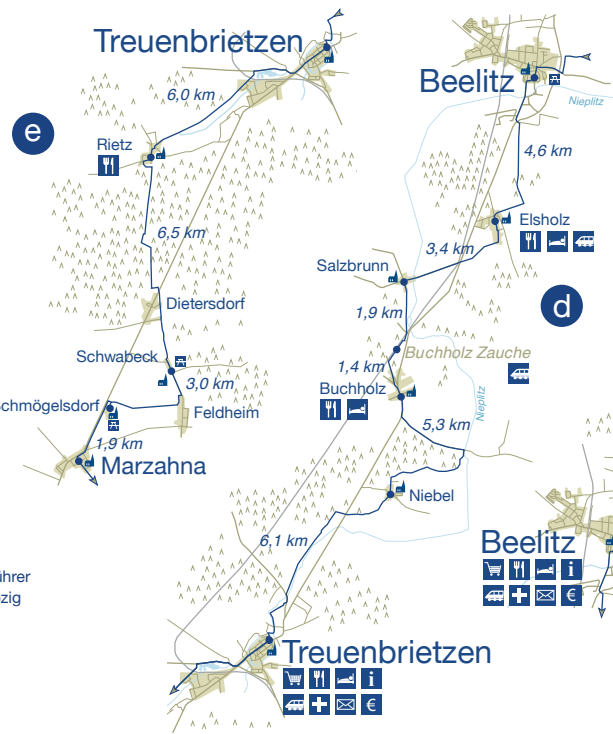 Treuenbrietzen
6,0 km
e
Rietz
6,5 km
Dietersdorf
Schwabeck
3,0 km
Schmögelsdorf
Feldheim
1,9 km
Marzahna
ührer
zig
Beelitz
Nieplitz
4,6 km
Elsholz
3,4 km
Salzbrunn
d
1,9 km
Buchholz Zauche
1,4 km
Buchholz
5,3 km
Nieplitz
Niebel
6,1 km
Beelitz
i
€
Treuenbrietzen
i
€